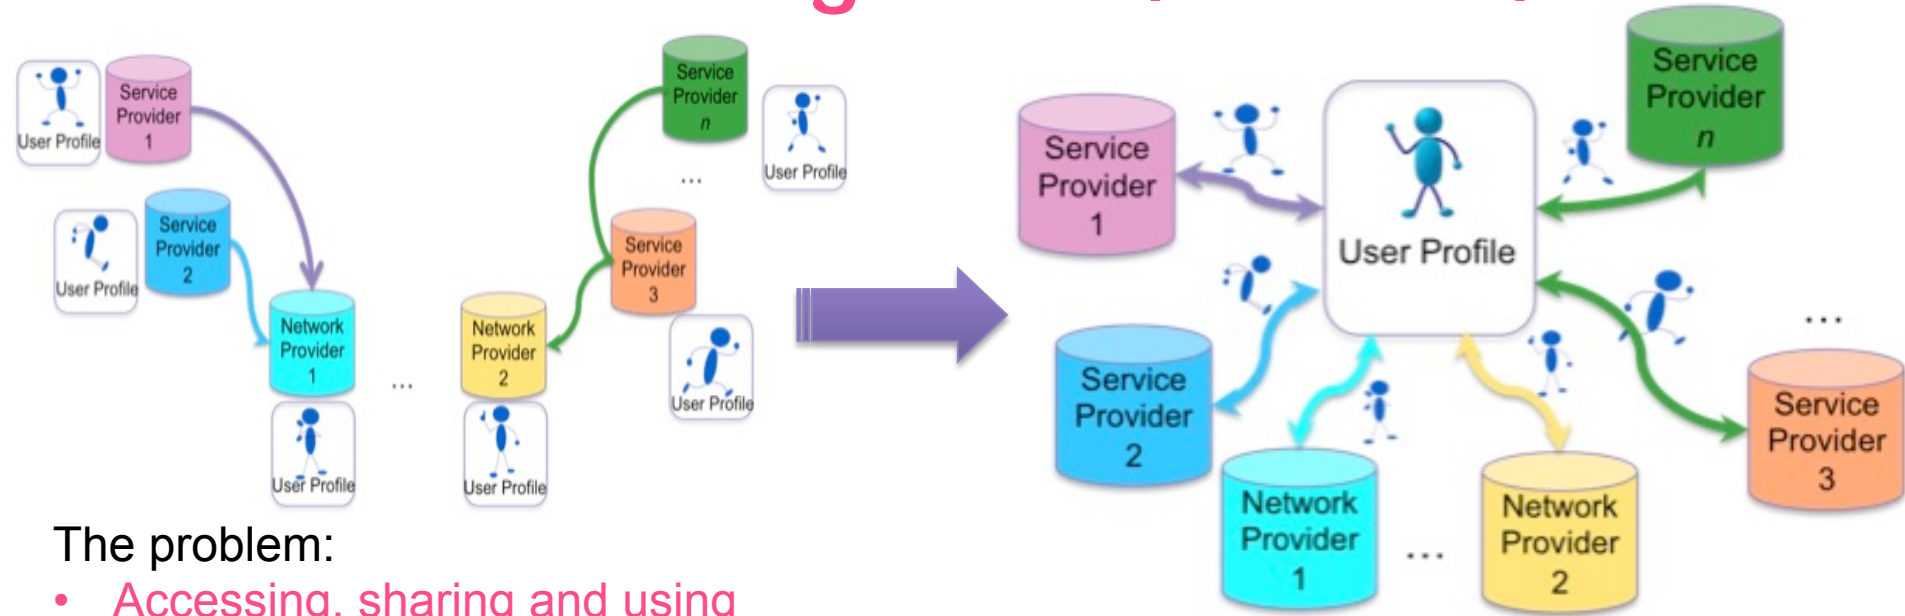 User Profile
Service
Provider
1
User Profile
Service
Provider
2
Network
Provider
1
User Profile
...
Network
Provider
2
User Profile
Service
Provider
n
User Profile
...
Service
Provider
3
User Profile
Service
Provider
1
User Profile
Service
Provider
n
Service
Provider
2
Network
Provider
1
...
Network
Provider
2
...
Service
Provider
3
The problem:
• Accessing, sharing and using